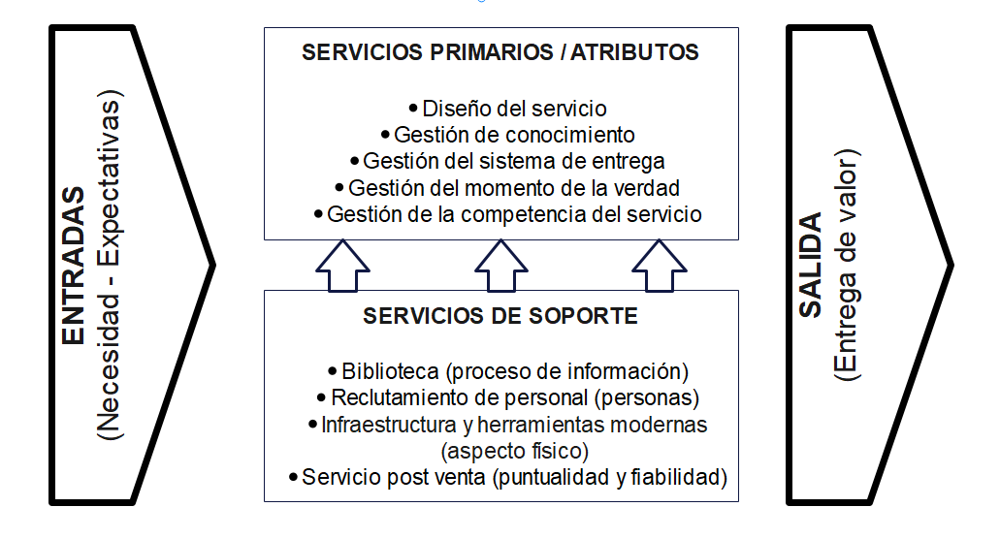 ENTRADAS
(Necesidad - Expectativas)
SERVICIOS PRIMARIOS / ATRIBUTOS
• Diseño del servicio
• Gestión de conocimiento
• Gestión del sistema de entrega
• Gestión del momento de la verdad
• Gestión de la competencia del servicio
SERVICIOS DE SOPORTE
• Biblioteca (proceso de información)
• Reclutamiento de personal (personas)
• Infraestructura y herramientas modernas
(aspecto físico)
• Servicio post venta (puntualidad y fiabilidad)
SALIDA
(Entrega de valor)